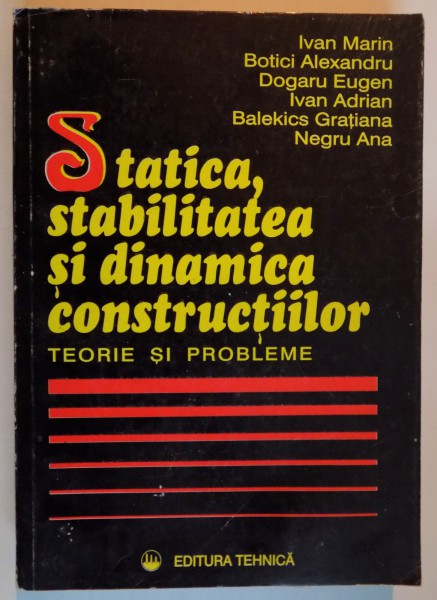 Ivan Marin
Botici Alexandru
Dogaru Eugen
Ivan Adrian
Balekics Grațiana
Negru Ana
Statica,
stabilitatea
și dinamica
construcțiilor
TEORIE ȘI PROBLEME
EDITURA TEHNICĂ